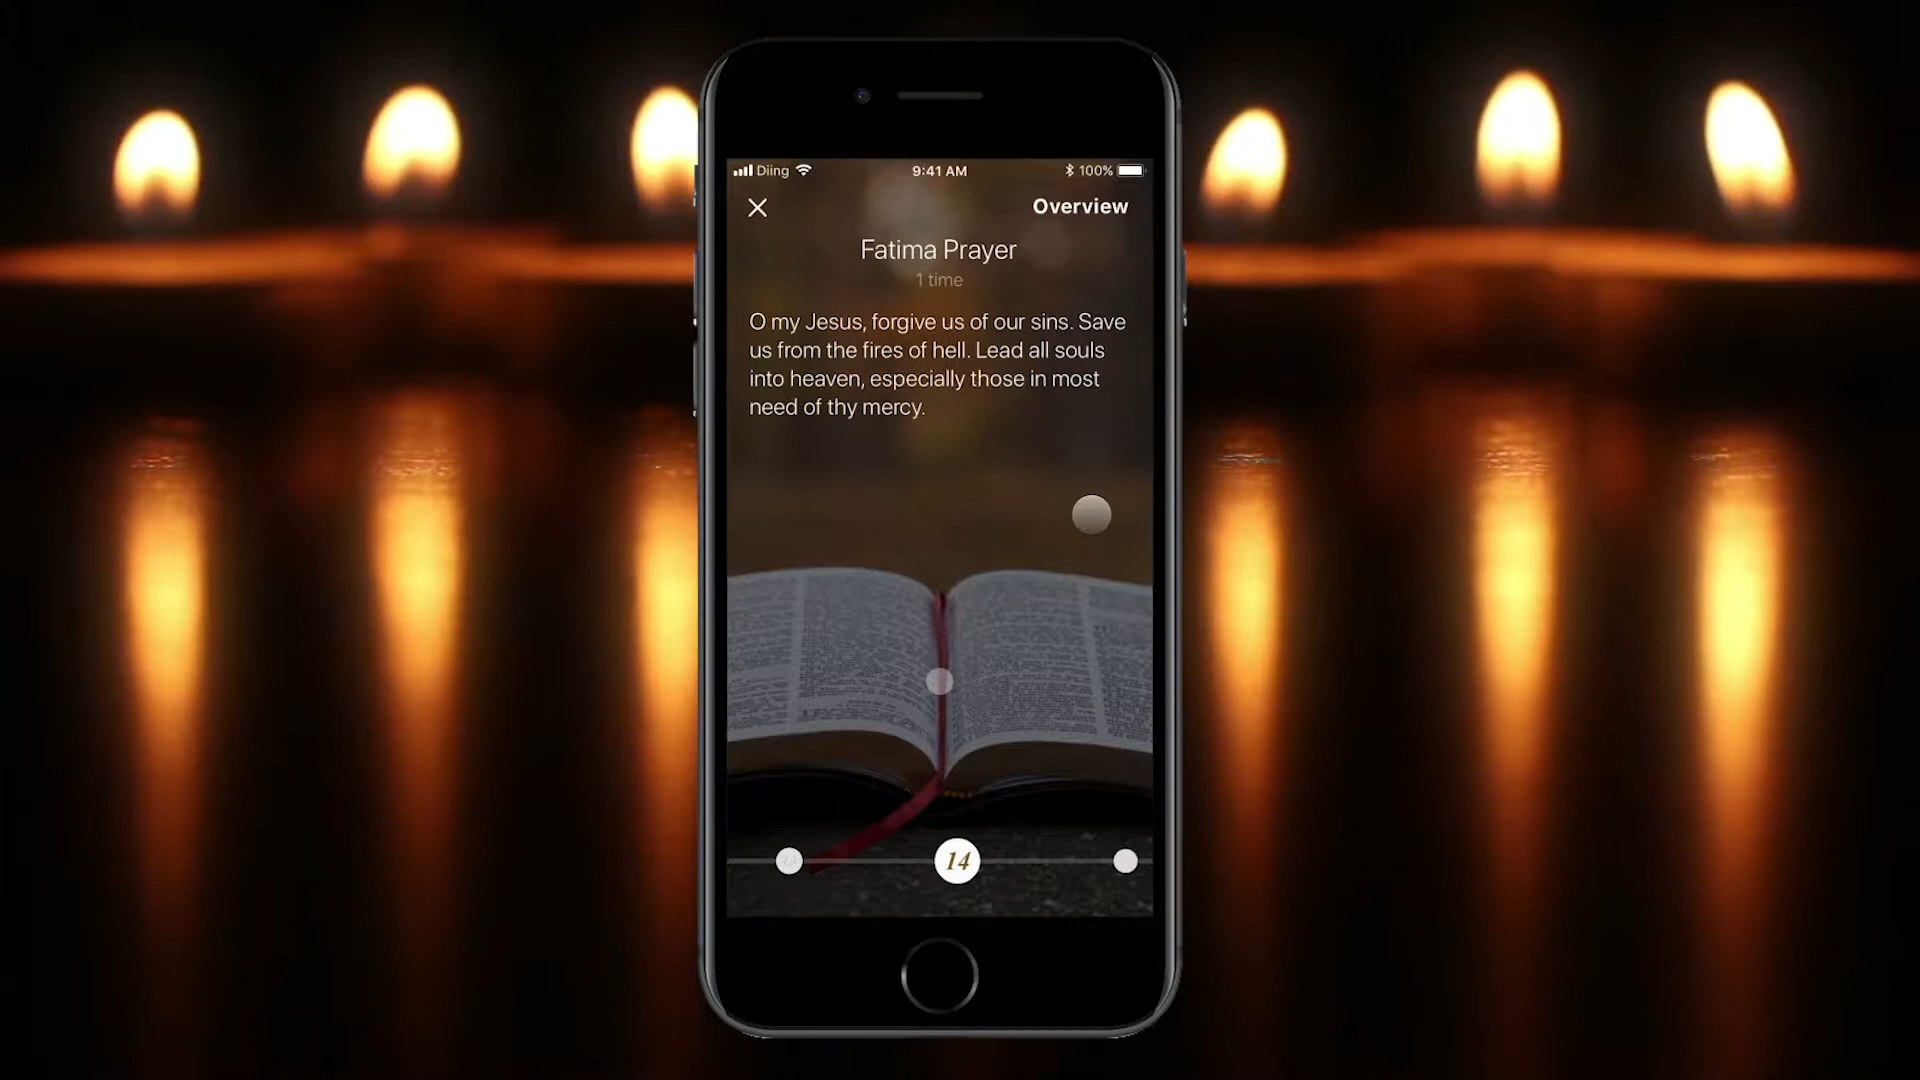 Diing 9:41 AM 100%
Overview
Fatima Prayer
1 time
O my Jesus, forgive us of our sins. Save
us from the fires of hell. Lead all souls
into heaven, especially those in most
need of thy mercy.
14